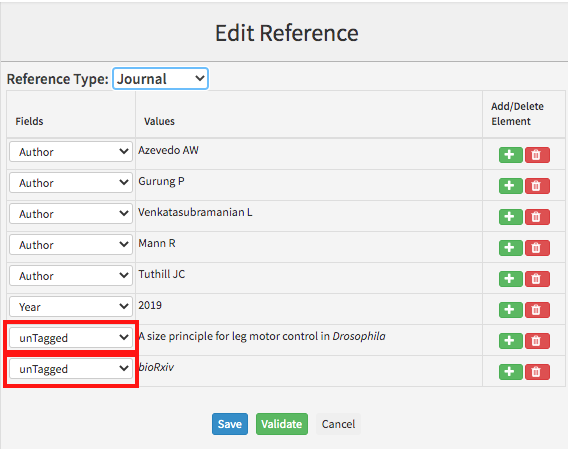 Edit Reference
Reference Type: Journal
Fields Values Add/Delete Element
Author Azevedo AW
Author Gurung P
Author Venkatasubramanian L
Author Mann R
Author Tuthill JC
Year 2019
unTagged A size principle for leg motor control in Drosophila
unTagged bioRxiv
Save Validate Cancel